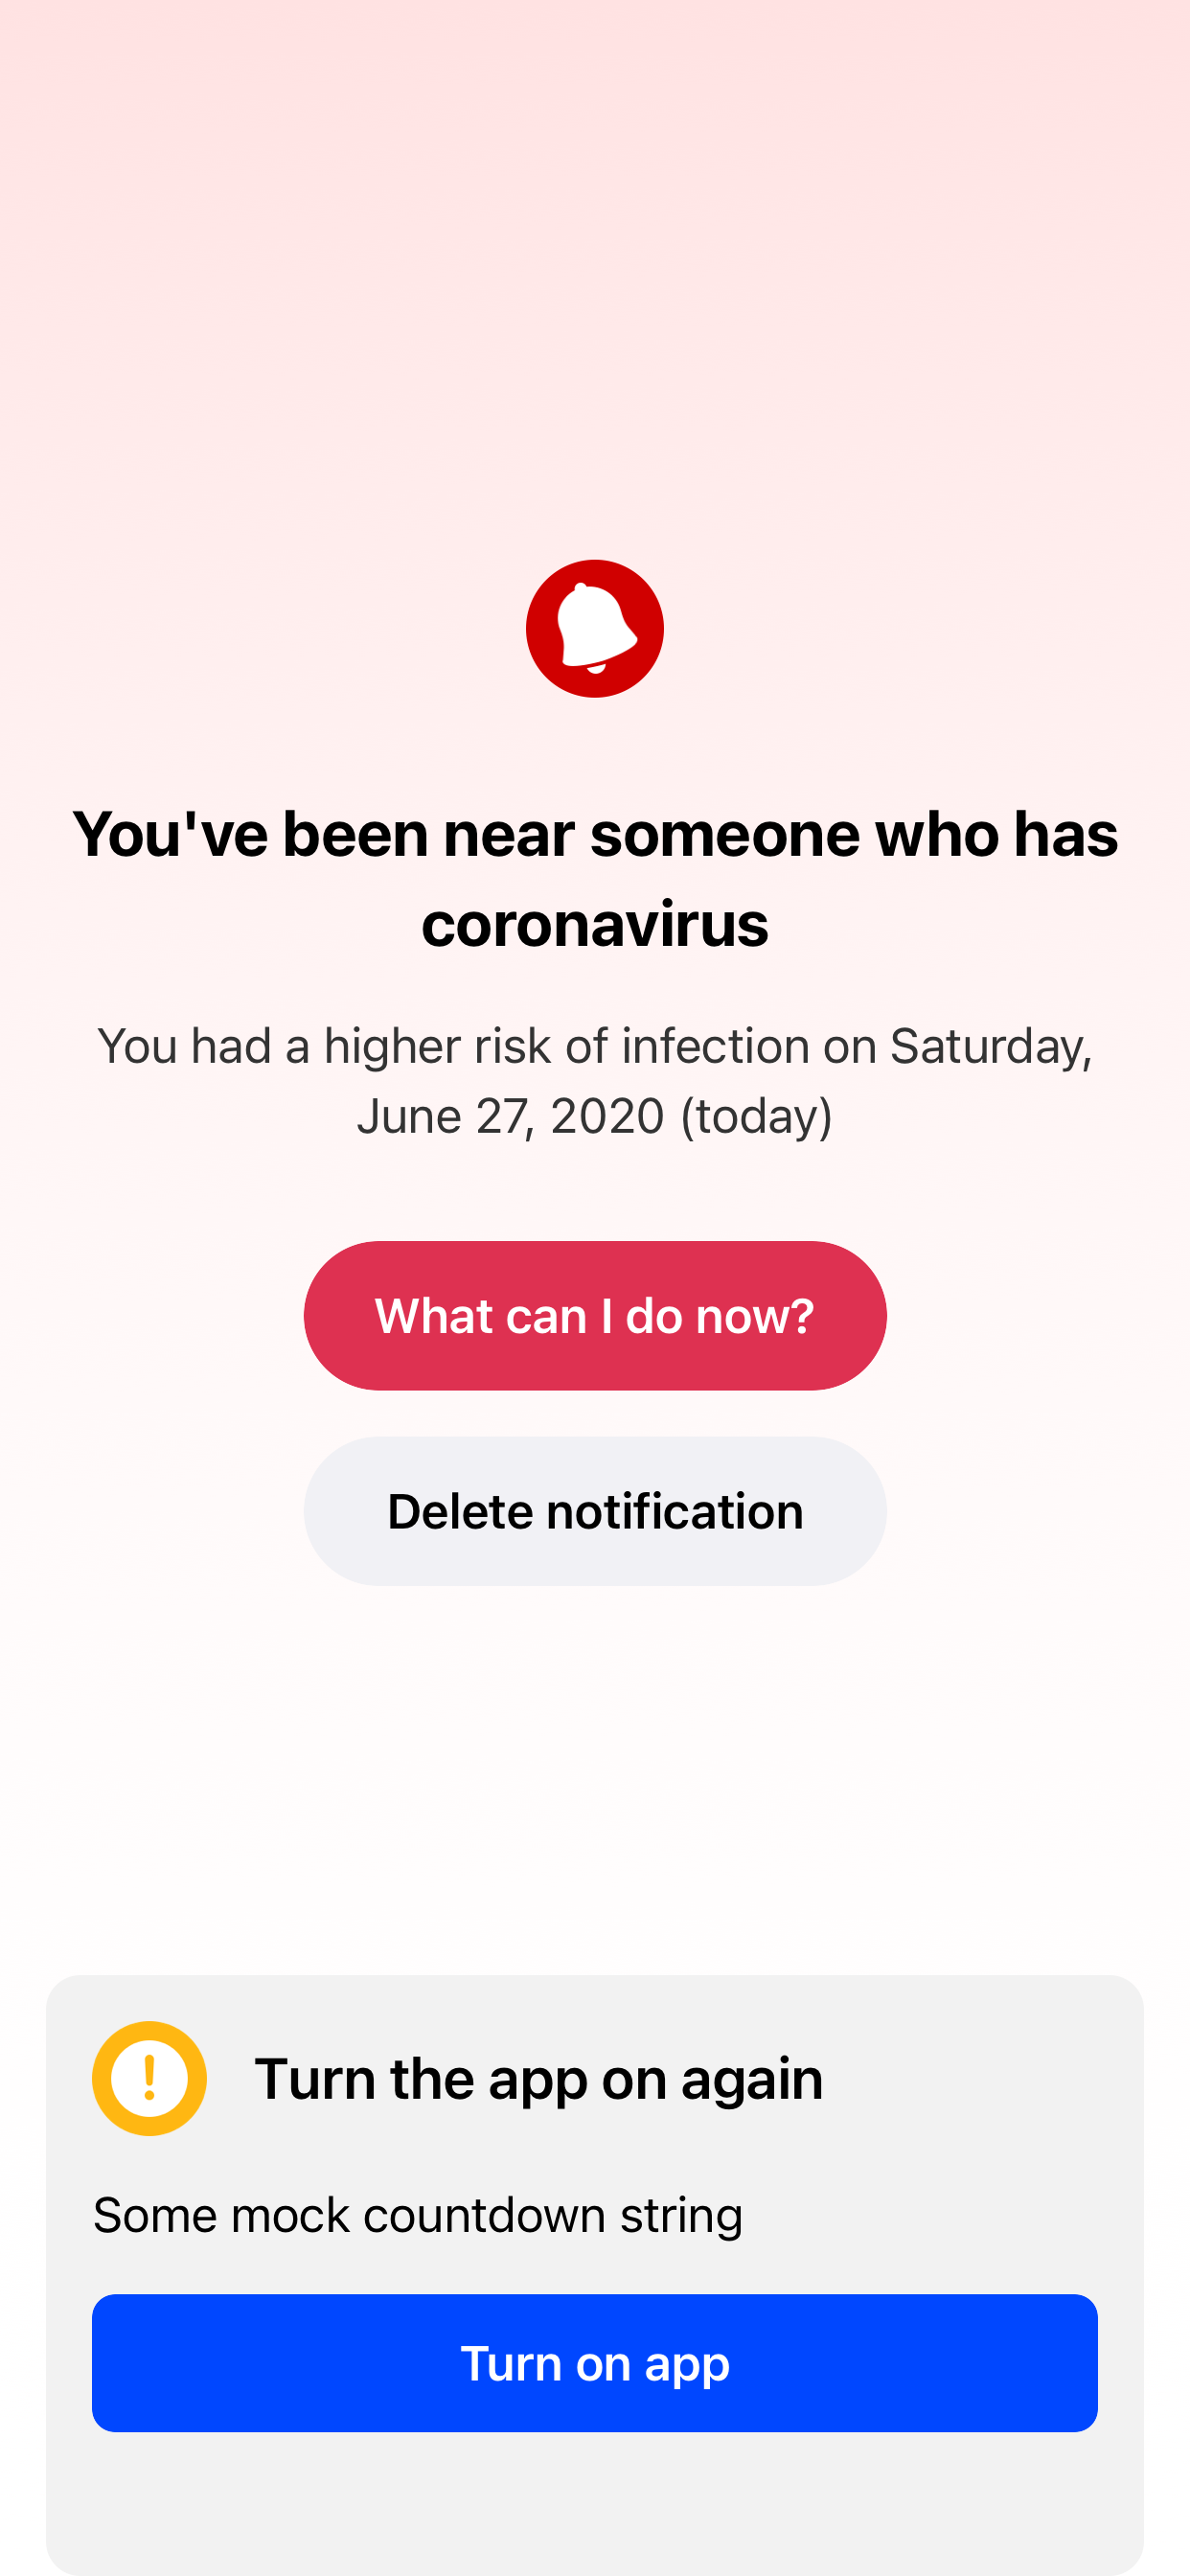 You've been near someone who has
coronavirus
You had a higher risk of infection on Saturday,
June 27, 2020 (today)
What can I do now?
Delete notification
Turn the app on again
Some mock countdown string
Turn on app